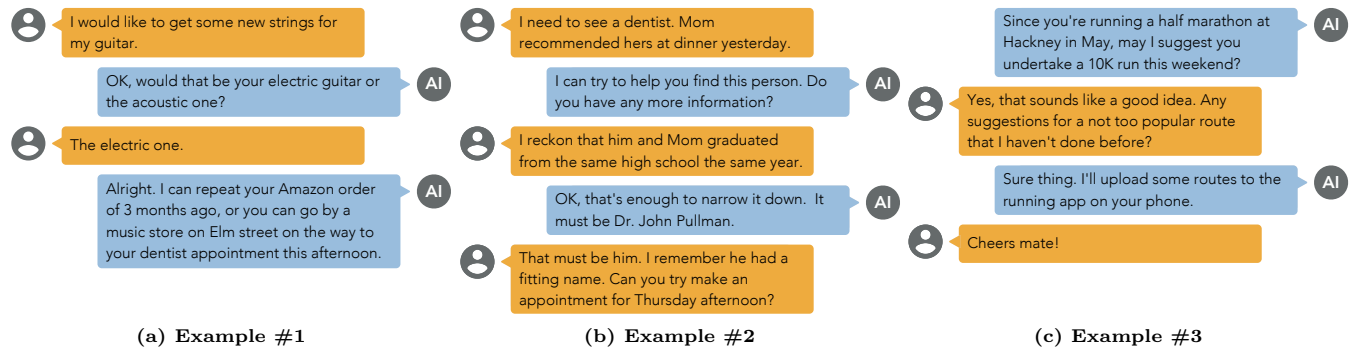 I would like to get some new strings for
my guitar.
OK, would that be your electric guitar or
the acoustic one?
AI
The electric one.
Alright. I can repeat your Amazon order
of 3 months ago, or you can go by a
music store on Elm street on the way to
your dentist appointment this afternoon.
AI
(a) Example #1
I need to see a dentist. Mom
recommended hers at dinner yesterday.
I can try to help you find this person. Do
you have any more information?
AI
I reckon that him and Mom graduated
from the same high school the same year.
OK, that's enough to narrow it down. It
must be Dr. John Pullman.
AI
That must be him. I remember he had a
fitting name. Can you try make an
appointment for Thursday afternoon?
(b) Example #2
Since you're running a half marathon at
Hackney in May, may I suggest you
undertake a 10K run this weekend?
AI
Yes, that sounds like a good idea. Any
suggestions for a not too popular route
that I haven't done before?
Sure thing. I'll upload some routes to the
running app on your phone.
AI
Cheers mate!
(c) Example #3